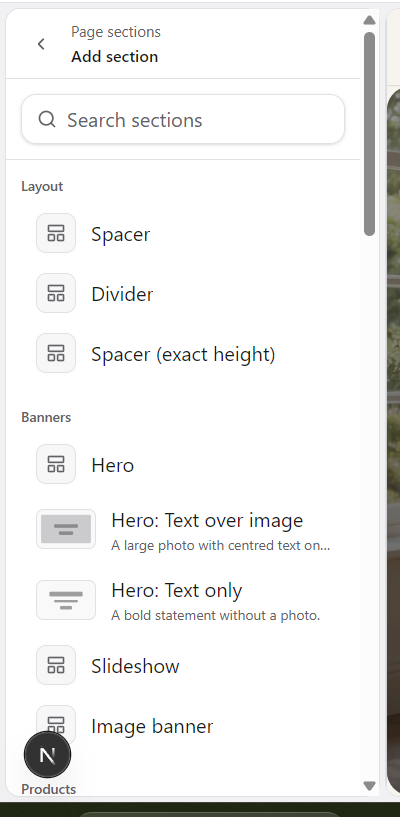 Page sections
Add section
Search sections
Layout
Spacer
Divider
Spacer (exact height)
Banners
Hero
Hero: Text over image
A large photo with centred text on...
Hero: Text only
A bold statement without a photo.
Slideshow
Image banner
N
Products